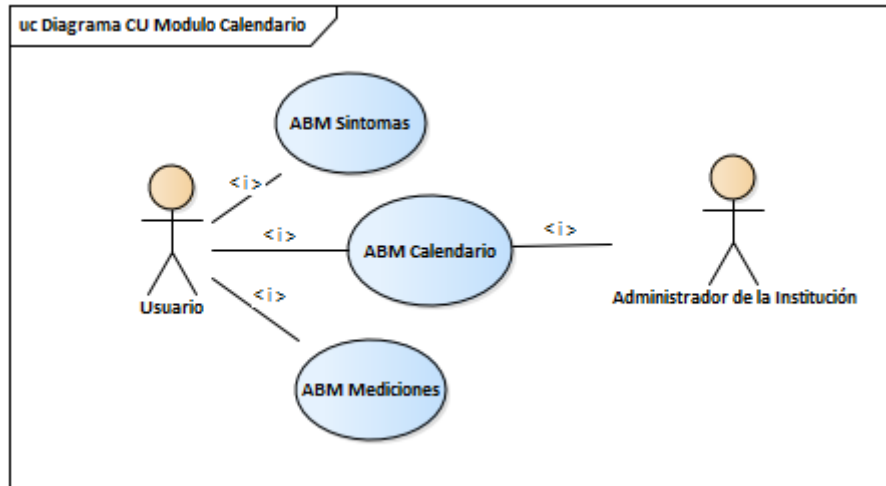 uc Diagrama CU Modulo Calendario
ABM Sintomas
<i>
<i>
ABM Calendario
<i>
<i>
Usuario
Administrador de la Institución
ABM Mediciones